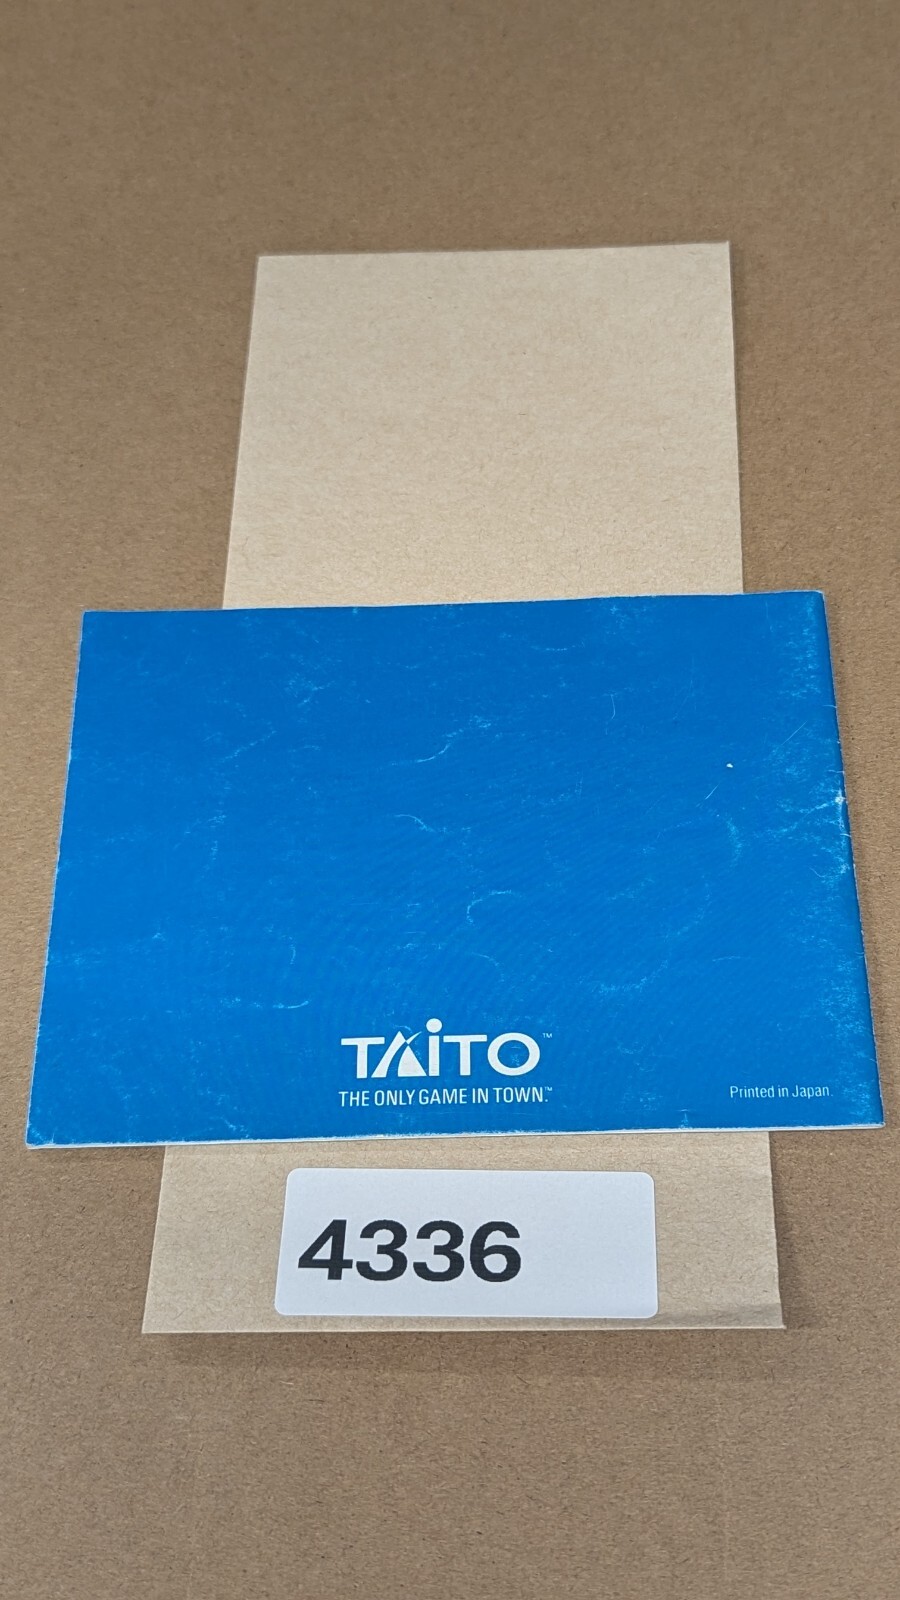 TAiTO™
THE ONLY GAME IN TOWN.™
Printed in Japan.
4336